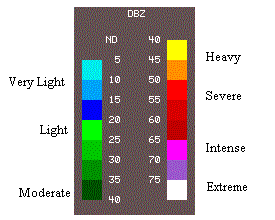 DBZ
ND 40
5 45 Heavy
Very Light 10 50
15 55 Severe
20 60
Light 25 65
30 70 Intense
35 75
Moderate 40 Extreme